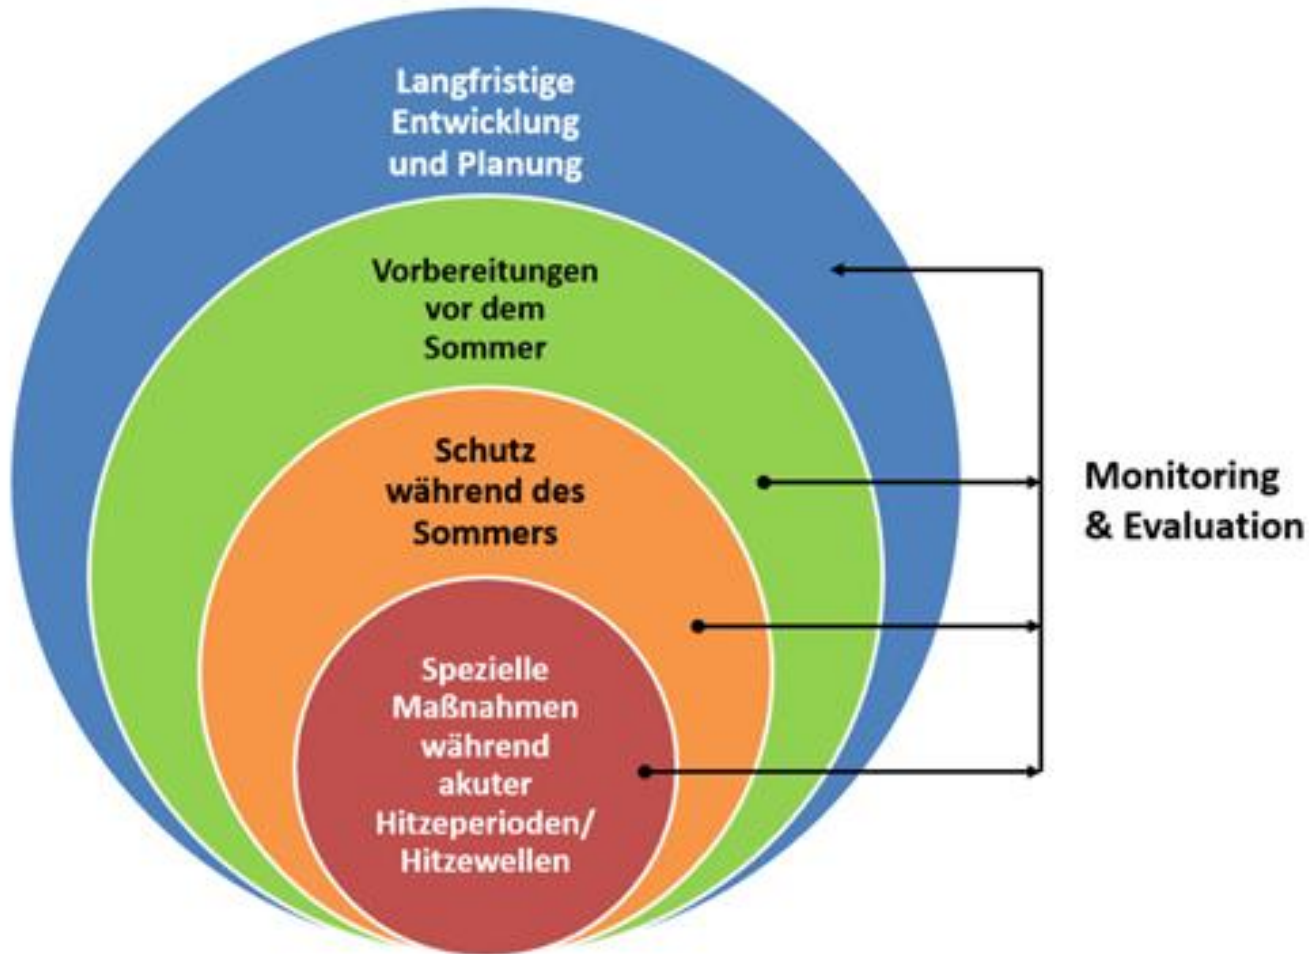 Langfristige
Entwicklung
und Planung
Vorbereitungen
vor dem
Sommer
Schutz
während des
Sommers
Spezielle
Maßnahmen
während
akuter
Hitzeperioden/
Hitzewellen
Monitoring
& Evaluation